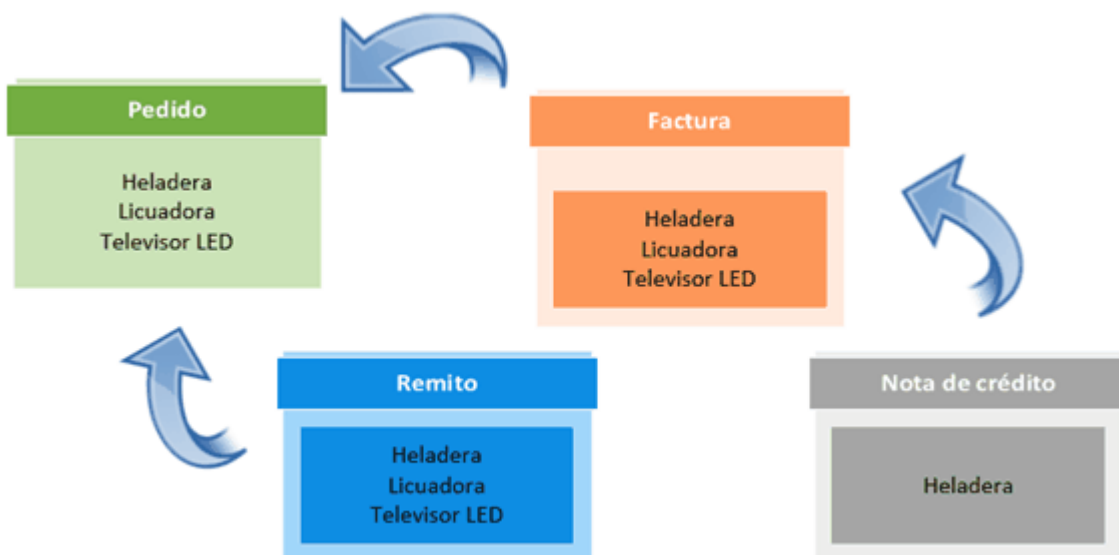 Pedido
Heladera
Licuadora
Televisor LED
Factura
Heladera
Licuadora
Televisor LED
Remito
Heladera
Licuadora
Televisor LED
Nota de crédito
Heladera